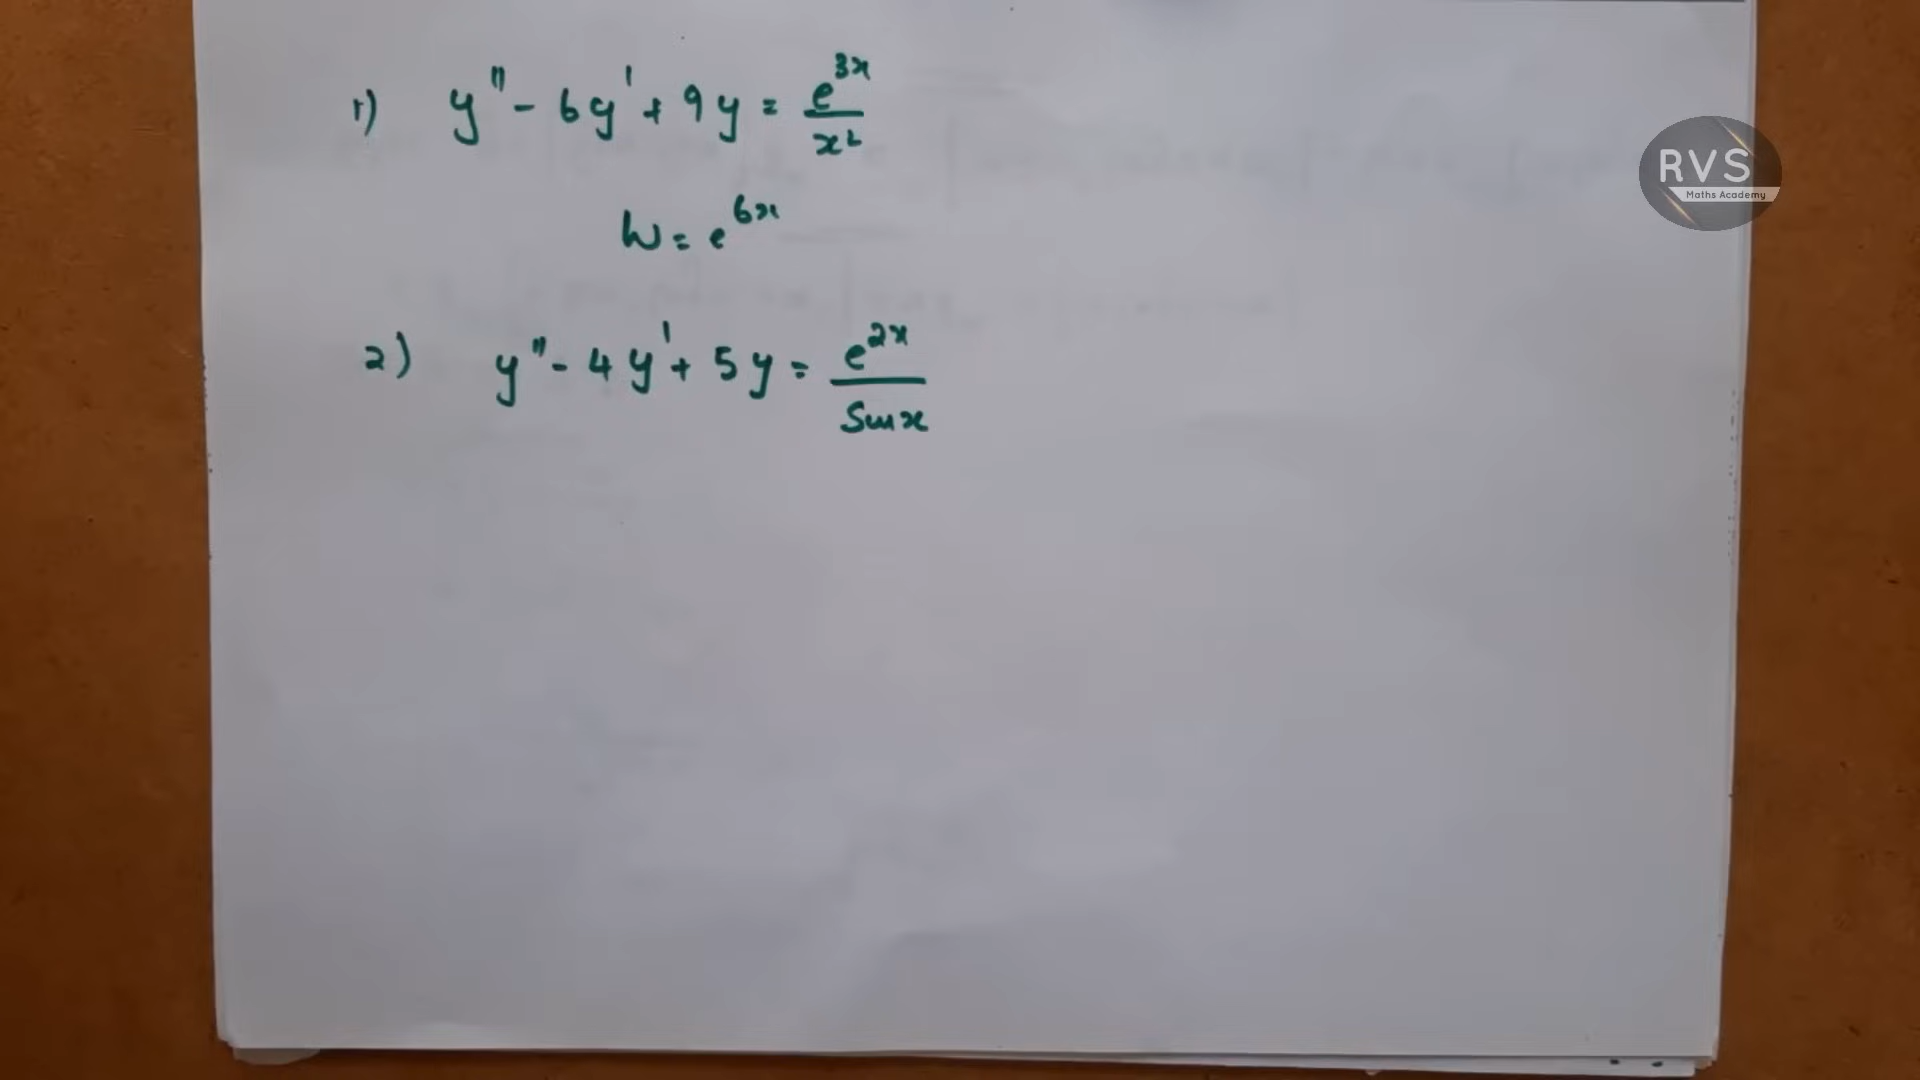 1) y'' - 6y' + 9y = e^{3x}/x^2
W = e^{6x}
2) y'' - 4y' + 5y = e^{2x}/Sinx
RVS
Maths Academy